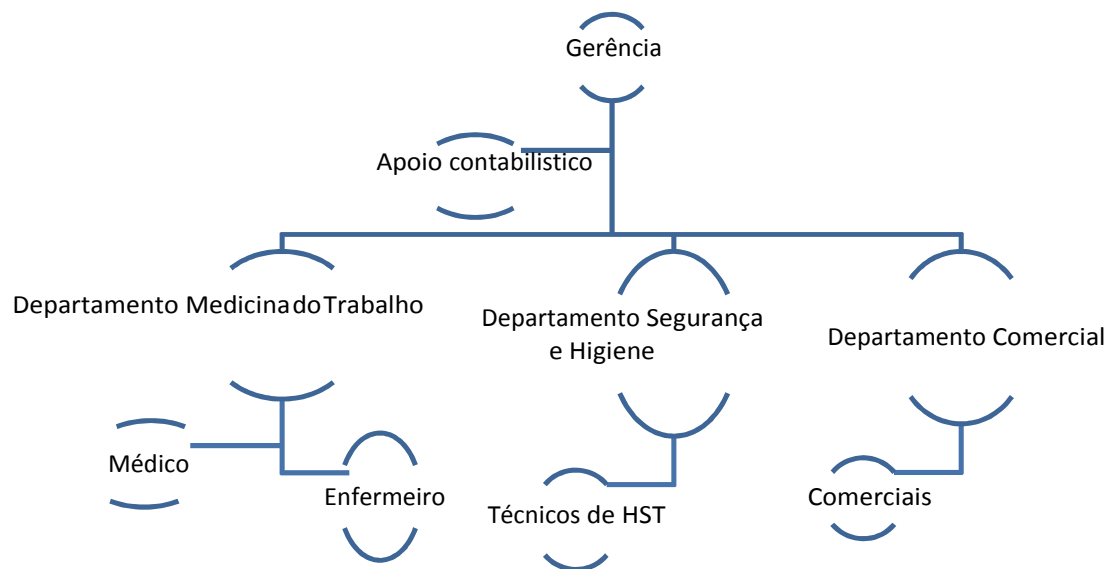 Gerência
Apoio contabilistico
Departamento Medicina do Trabalho
Departamento Segurança
e Higiene
Departamento Comercial
Médico
Enfermeiro
Técnicos de HST
Comerciais